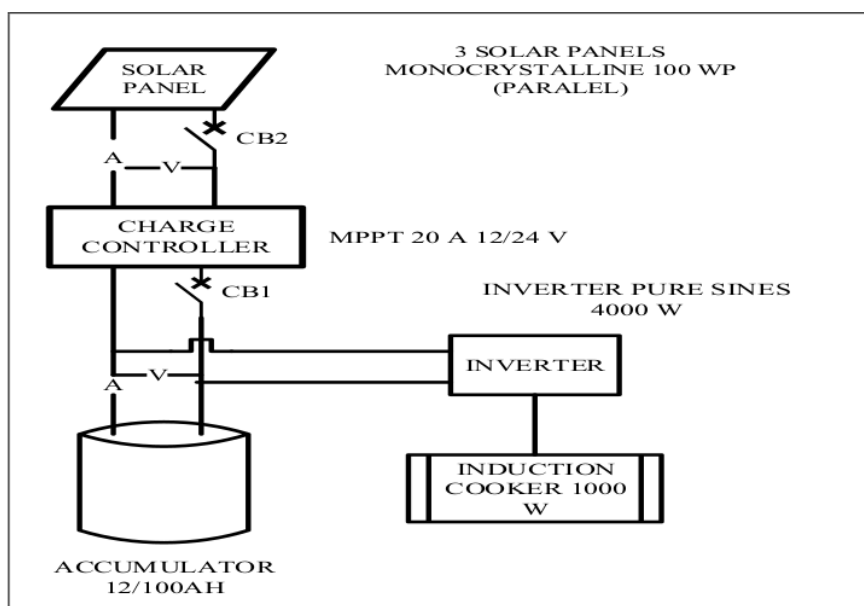 SOLAR
PANEL
3 SOLAR PANELS
MONOCRYSTALLINE 100 WP
(PARALEL)
CB2
A
V
CHARGE
CONTROLLER
MPPT 20 A 12/24 V
CB1
INVERTER PURE SINES
4000 W
INVERTER
V
A
INDUCTION
COOKER 1000
W
ACCUMULATOR
12/100AH